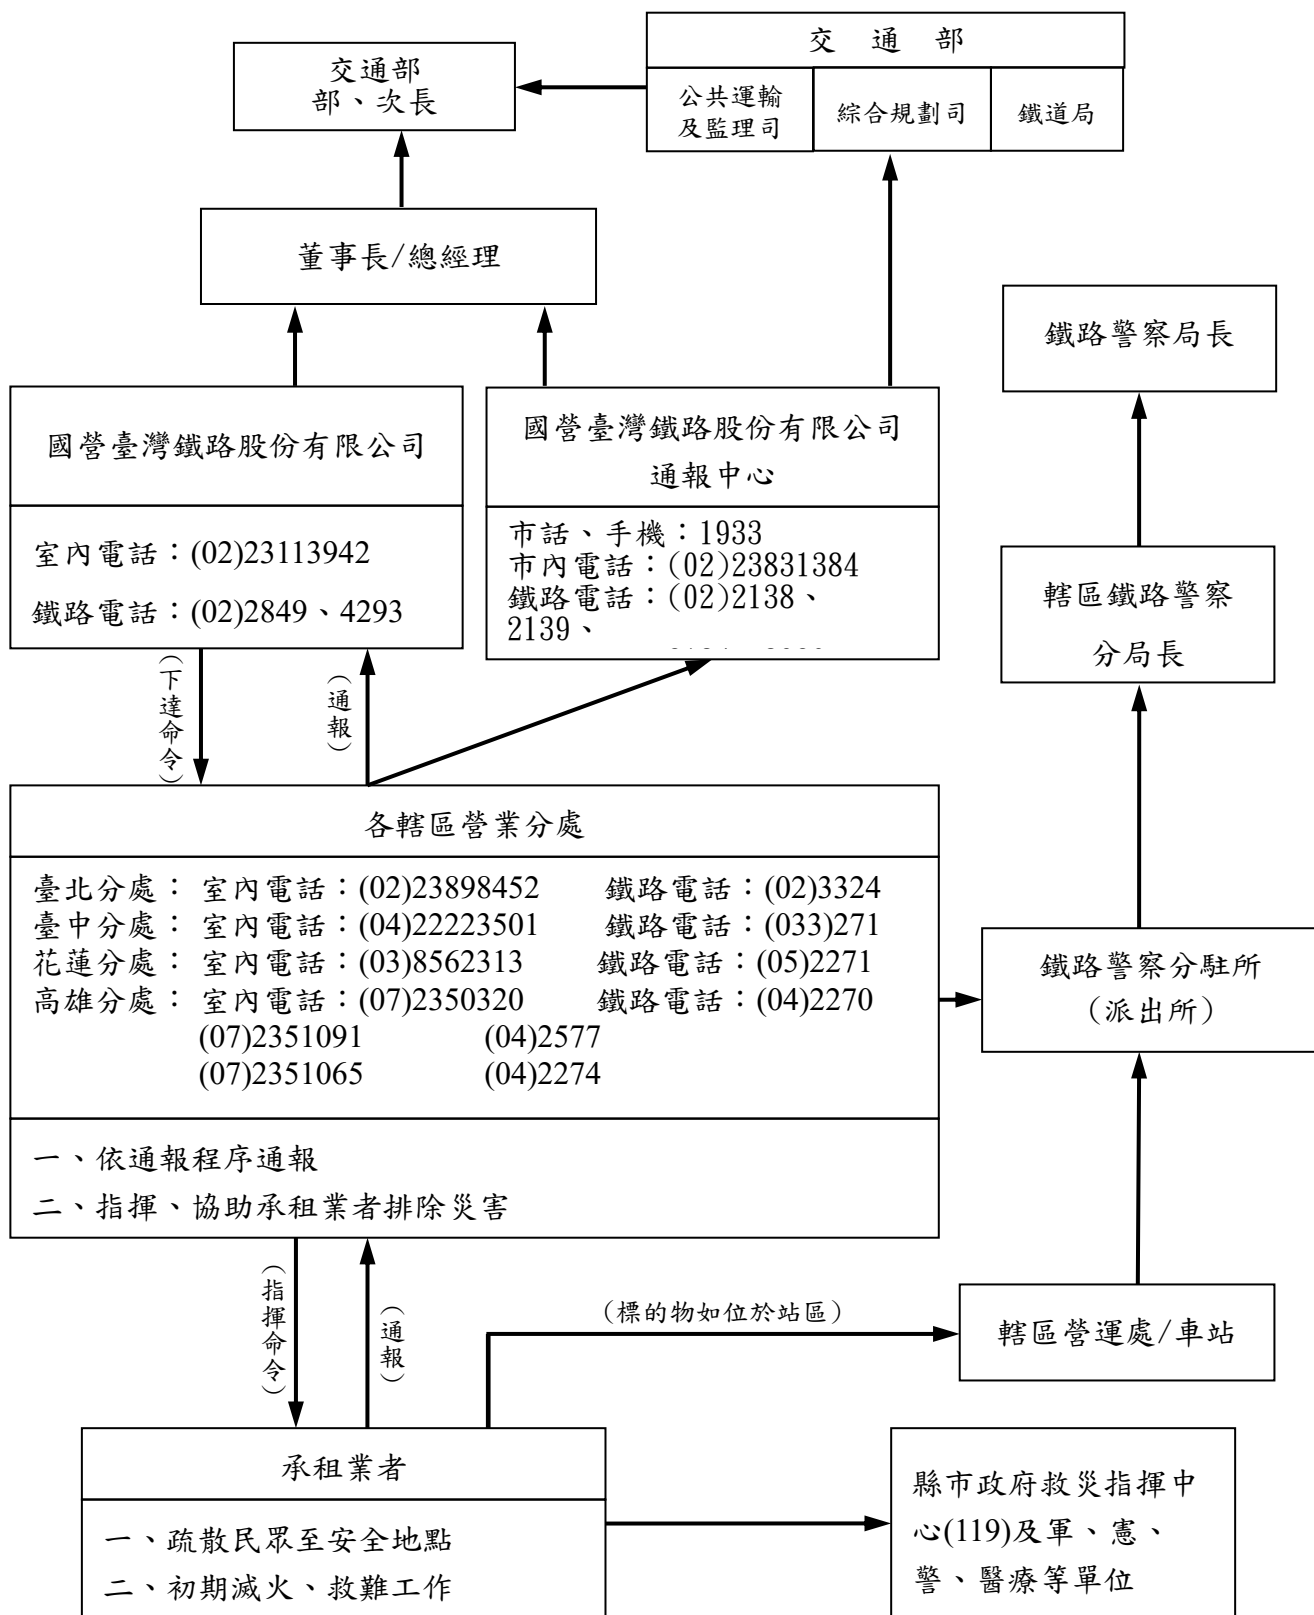 交通部
公共運輸
及監理司
綜合規劃司
鐵道局
交通部
部、次長
董事長/總經理
鐵路警察局長
國營臺灣鐵路股份有限公司
室內電話：(02)23113942
鐵路電話：(02)2849、4293
國營臺灣鐵路股份有限公司
通報中心
市話、手機：1933
市內電話：(02)23831384
鐵路電話：(02)2138、
2139、
轄區鐵路警察
分局長
(下達命令)
(通報)
各轄區營業分處
臺北分處： 室內電話：(02)23898452 鐵路電話：(02)3324
臺中分處： 室內電話：(04)22223501 鐵路電話：(033)271
花蓮分處： 室內電話：(03)8562313 鐵路電話：(05)2271
高雄分處： 室內電話：(07)2350320 鐵路電話：(04)2270
(07)2351091 (04)2577
(07)2351065 (04)2274
一、依通報程序通報
二、指揮、協助承租業者排除災害
鐵路警察分駐所
(派出所)
(指揮命令)
(通報)
(標的物如位於站區)
轄區營運處/車站
承租業者
一、疏散民眾至安全地點
二、初期滅火、救難工作
縣市政府救災指揮中
心(119)及軍、憲、
警、醫療等單位